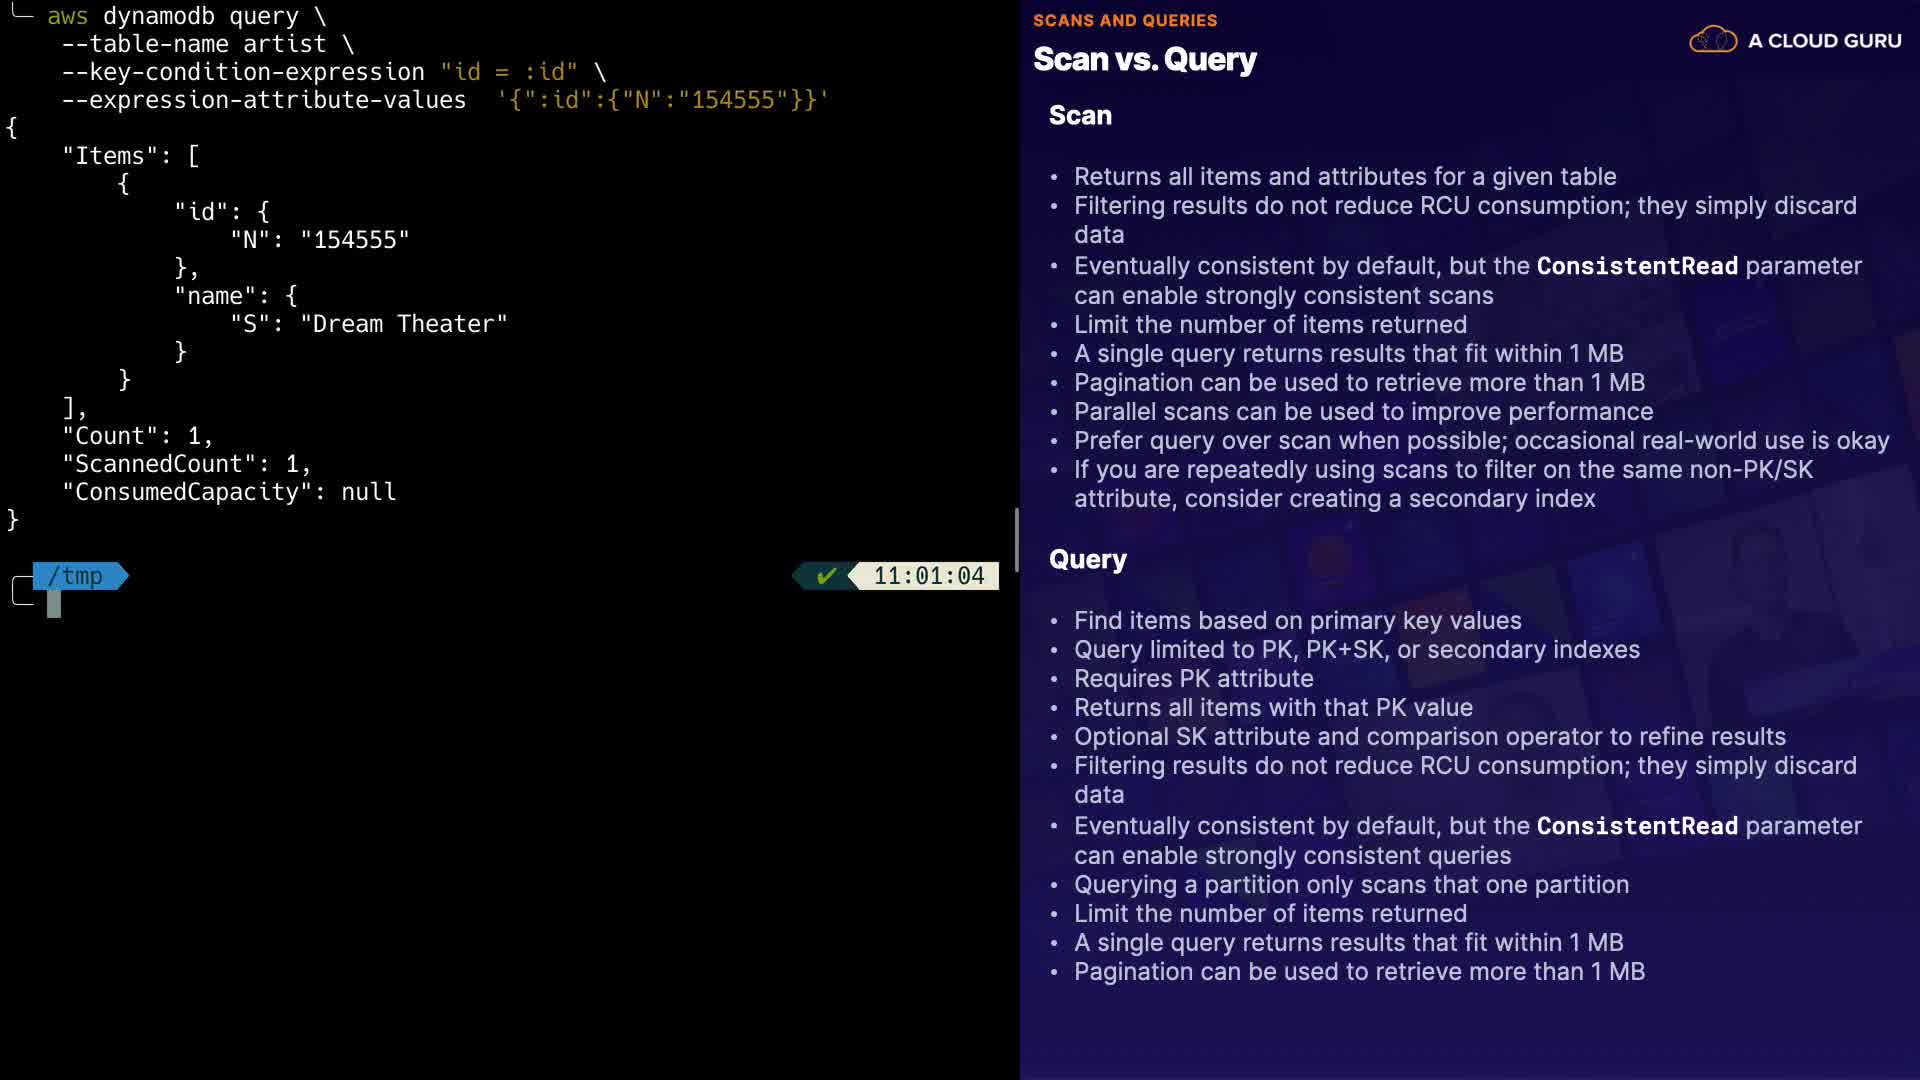 aws dynamodb query \
--table-name artist \
--key-condition-expression "id = :id" \
--expression-attribute-values '{":id":{"N":"154555"}}'
{
"Items": [
{
"id": {
"N": "154555"
},
"name": {
"S": "Dream Theater"
}
}
],
"Count": 1,
"ScannedCount": 1,
"ConsumedCapacity": null
}
/tmp ✔ 11:01:04
SCANS AND QUERIES
Scan vs. Query
A CLOUD GURU
Scan
• Returns all items and attributes for a given table
• Filtering results do not reduce RCU consumption; they simply discard
data
• Eventually consistent by default, but the ConsistentRead parameter
can enable strongly consistent scans
• Limit the number of items returned
• A single query returns results that fit within 1 MB
• Pagination can be used to retrieve more than 1 MB
• Parallel scans can be used to improve performance
• Prefer query over scan when possible; occasional real-world use is okay
• If you are repeatedly using scans to filter on the same non-PK/SK
attribute, consider creating a secondary index
Query
• Find items based on primary key values
• Query limited to PK, PK+SK, or secondary indexes
• Requires PK attribute
• Returns all items with that PK value
• Optional SK attribute and comparison operator to refine results
• Filtering results do not reduce RCU consumption; they simply discard
data
• Eventually consistent by default, but the ConsistentRead parameter
can enable strongly consistent queries
• Querying a partition only scans that one partition
• Limit the number of items returned
• A single query returns results that fit within 1 MB
• Pagination can be used to retrieve more than 1 MB